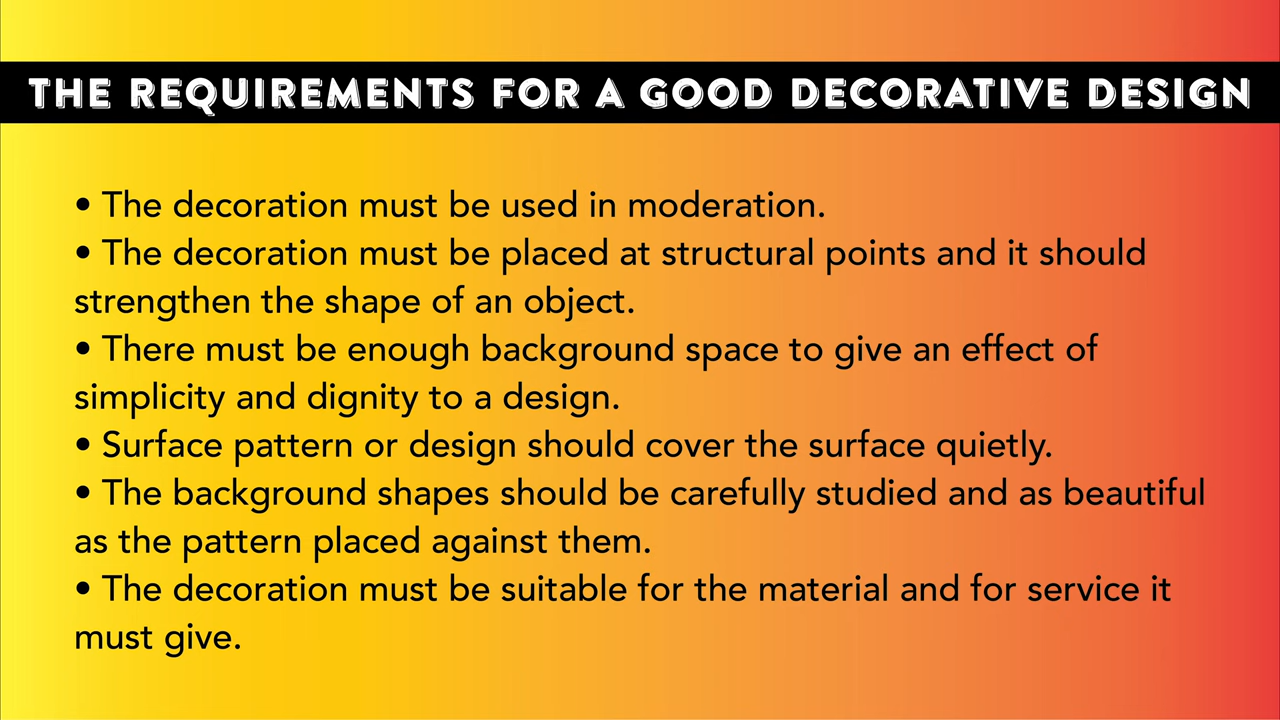 THE REQUIREMENTS FOR A GOOD DECORATIVE DESIGN
• The decoration must be used in moderation.
• The decoration must be placed at structural points and it should
strengthen the shape of an object.
• There must be enough background space to give an effect of
simplicity and dignity to a design.
• Surface pattern or design should cover the surface quietly.
• The background shapes should be carefully studied and as beautiful
as the pattern placed against them.
• The decoration must be suitable for the material and for service it
must give.